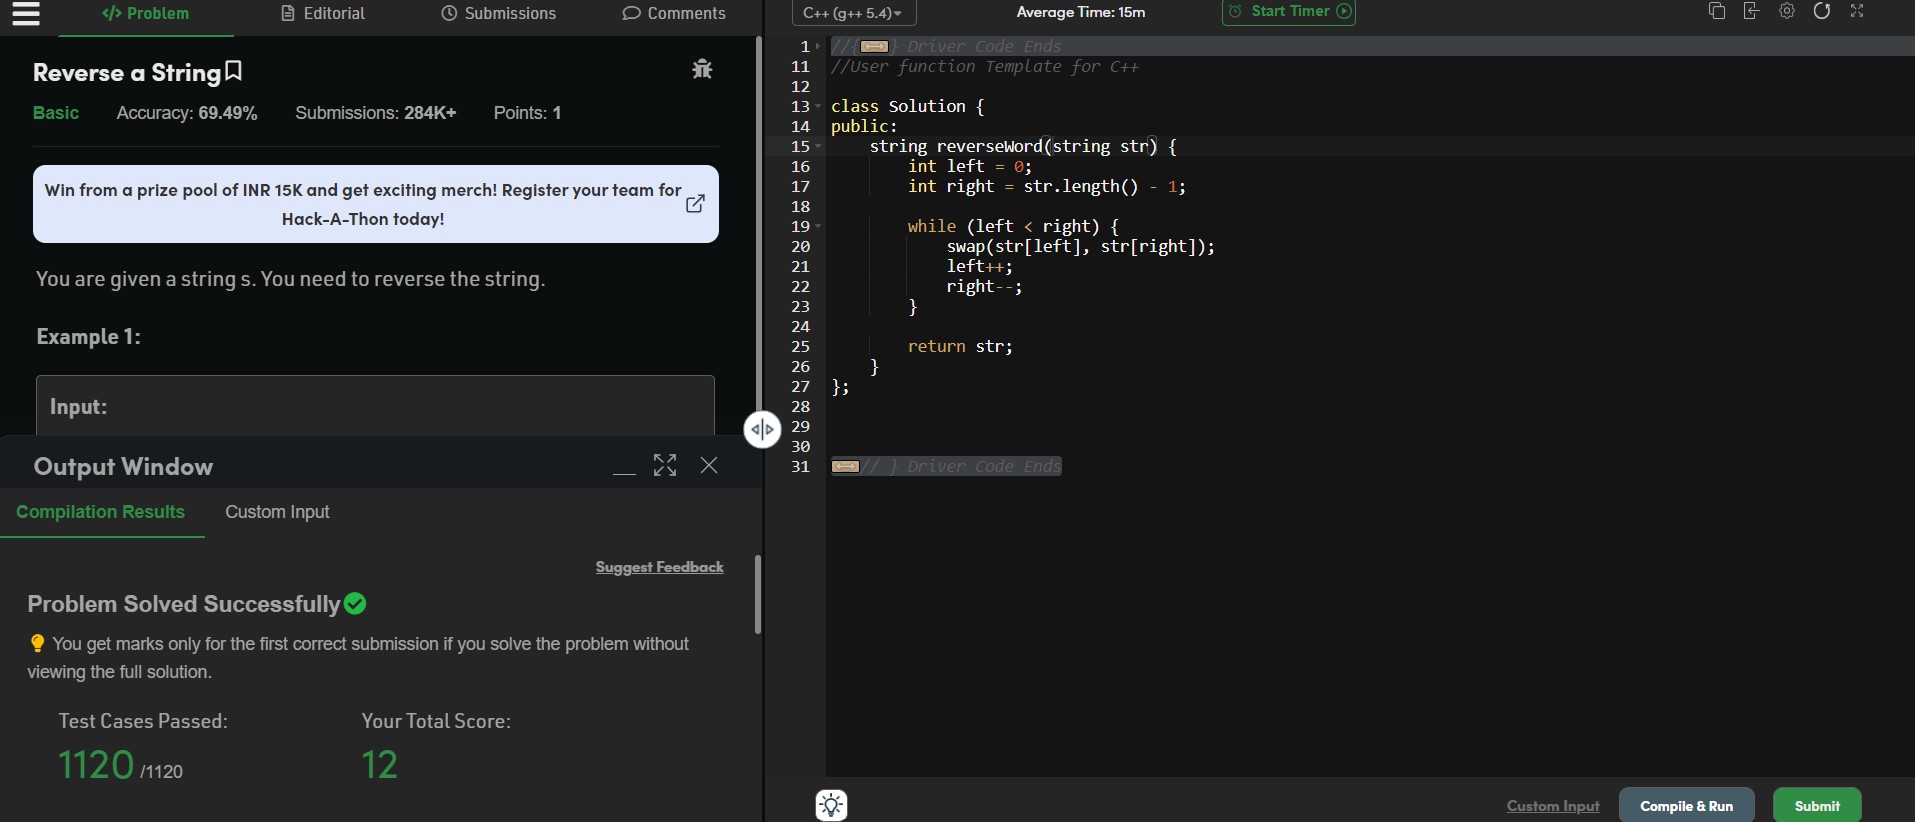 </> Problem
Editorial
Submissions
Comments
Reverse a String
Basic Accuracy: 69.49% Submissions: 284K+ Points: 1
Win from a prize pool of INR 15K and get exciting merch! Register your team for
Hack-A-Thon today!
You are given a string s. You need to reverse the string.
Example 1:
Input:
Output Window
Compilation Results Custom Input
Suggest Feedback
Problem Solved Successfully
You get marks only for the first correct submission if you solve the problem without
viewing the full solution.
Test Cases Passed: Your Total Score:
1120 /1120 12
C++ (g++ 5.4) Average Time: 15m Start Timer
1 //{ } Driver Code Ends
11 //User function Template for C++
12
13 class Solution {
14 public:
15 string reverseWord(string str) {
16 int left = 0;
17 int right = str.length() - 1;
18
19 while (left < right) {
20 swap(str[left], str[right]);
21 left++;
22 right--;
23 }
24
25 return str;
26 }
27 };
28
29
30
31 // } Driver Code Ends
Custom Input Compile & Run Submit